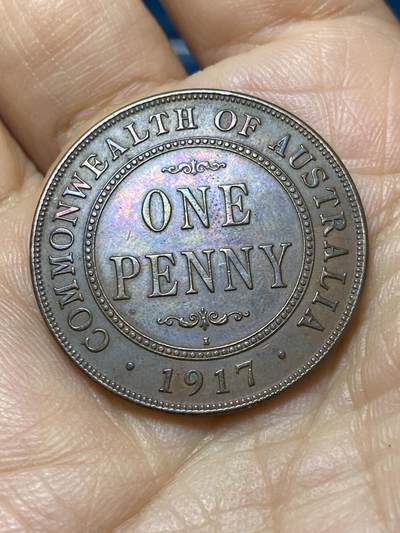 COMMONWEALTH OF AUSTRALIA
ONE
PENNY
I
· 1917 ·